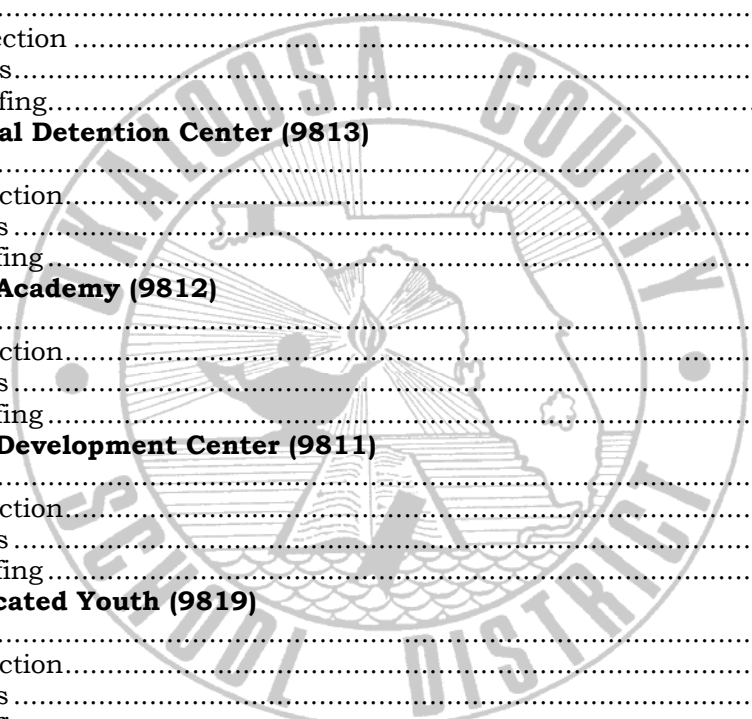 ........................................................................
ection ........................................................................
s........................................................................
fing........................................................................
al Detention Center (9813)
........................................................................
ction........................................................................
s ........................................................................
fing ........................................................................
Academy (9812)
........................................................................
ction........................................................................
s ........................................................................
fing ........................................................................
Development Center (9811)
........................................................................
ction........................................................................
s ........................................................................
fing ........................................................................
cated Youth (9819)
........................................................................
ction........................................................................
s ........................................................................
OKALOOSA COUNTY
SCHOOL DISTRICT